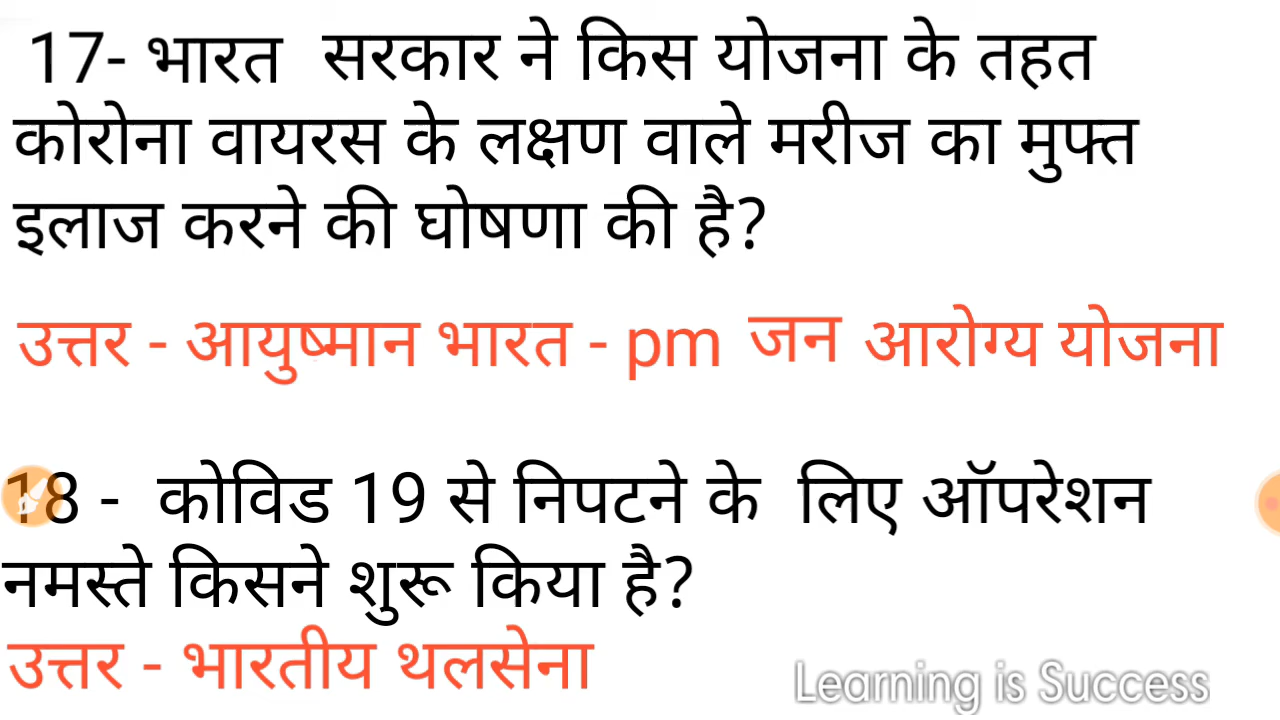 17- भारत सरकार ने किस योजना के तहत
कोरोना वायरस के लक्षण वाले मरीज का मुफ्त
इलाज करने की घोषणा की है?
उत्तर - आयुष्मान भारत - pm जन आरोग्य योजना
18 - कोविड 19 से निपटने के लिए ऑपरेशन
नमस्ते किसने शुरू किया है?
उत्तर - भारतीय थलसेना
Learning is Success